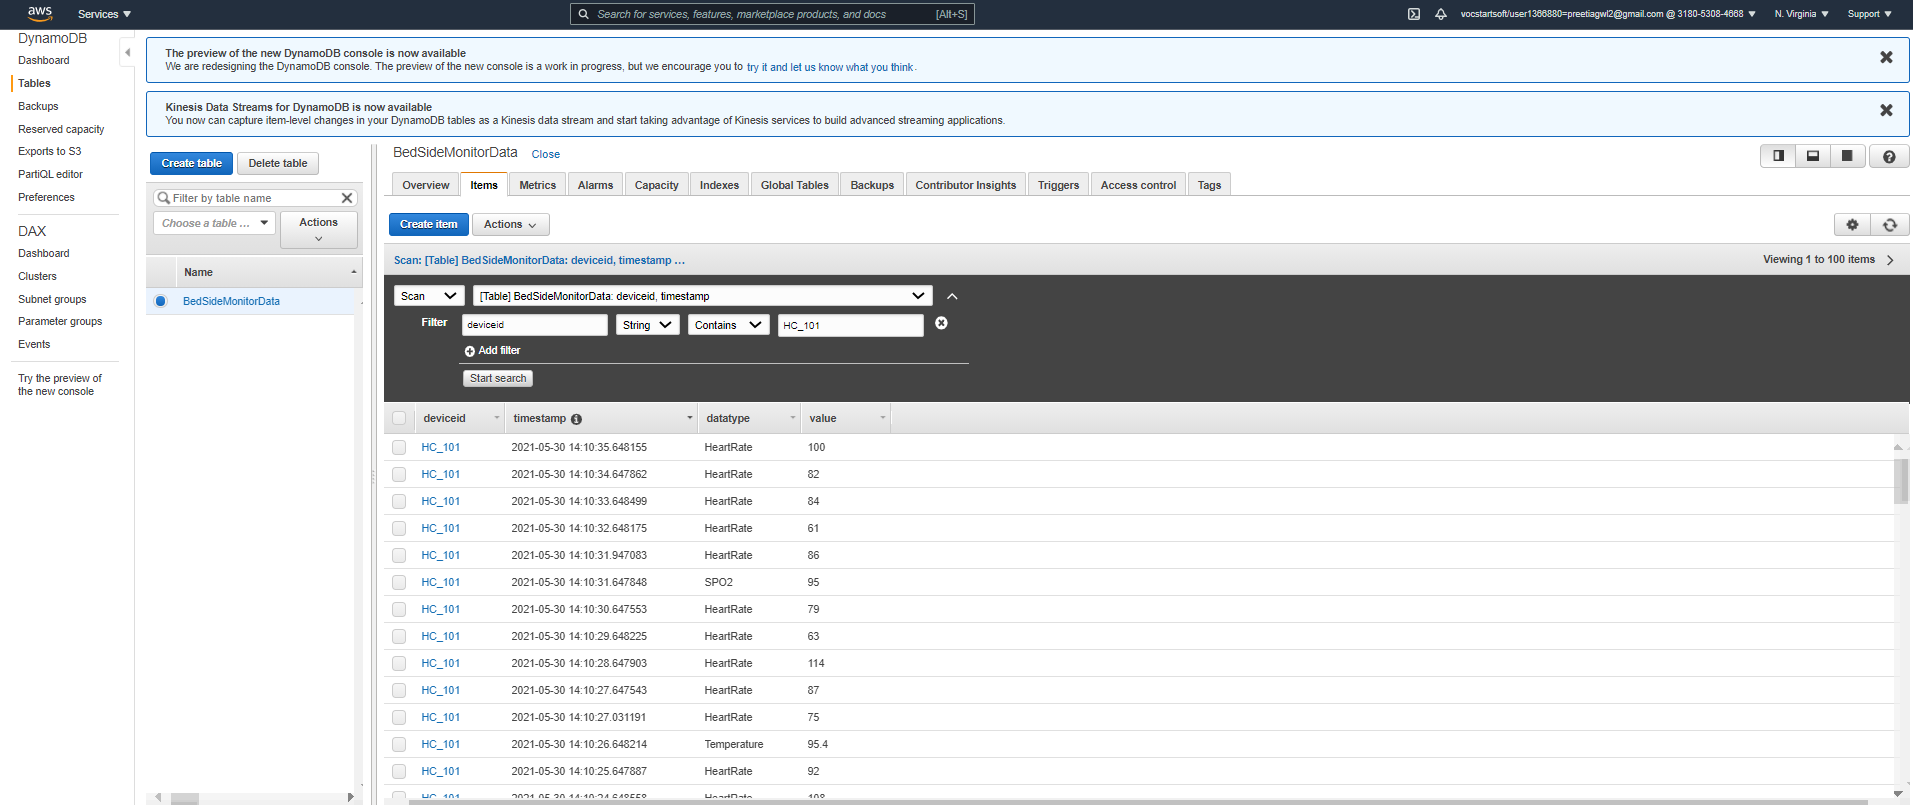 aws
Services
Search for services, features, marketplace products, and docs [Alt+S]
vocstartsoft/user1366880=preetiagwl2@gmail.com @ 3180-5308-4668
N. Virginia
Support
DynamoDB
Dashboard
Tables
Backups
Reserved capacity
Exports to S3
PartiQL editor
Preferences
DAX
Dashboard
Clusters
Subnet groups
Parameter groups
Events
Try the preview of
the new console
The preview of the new DynamoDB console is now available
We are redesigning the DynamoDB console. The preview of the new console is a work in progress, but we encourage you to try it and let us know what you think.
Kinesis Data Streams for DynamoDB is now available
You now can capture item-level changes in your DynamoDB tables as a Kinesis data stream and start taking advantage of Kinesis services to build advanced streaming applications.
Create table
Delete table
Filter by table name
Choose a table ...
Actions
Name
BedSideMonitorData
BedSideMonitorData Close
Overview Items Metrics Alarms Capacity Indexes Global Tables Backups Contributor Insights Triggers Access control Tags
Create item
Actions
Scan: [Table] BedSideMonitorData: deviceid, timestamp ...
Viewing 1 to 100 items
Scan
[Table] BedSideMonitorData: deviceid, timestamp
Filter deviceid String Contains HC_101
Add filter
Start search
deviceid timestamp datatype value
HC_101 2021-05-30 14:10:35.648155 HeartRate 100
HC_101 2021-05-30 14:10:34.647862 HeartRate 82
HC_101 2021-05-30 14:10:33.648499 HeartRate 84
HC_101 2021-05-30 14:10:32.648175 HeartRate 61
HC_101 2021-05-30 14:10:31.947083 HeartRate 86
HC_101 2021-05-30 14:10:31.647848 SPO2 95
HC_101 2021-05-30 14:10:30.647553 HeartRate 79
HC_101 2021-05-30 14:10:29.648225 HeartRate 63
HC_101 2021-05-30 14:10:28.647903 HeartRate 114
HC_101 2021-05-30 14:10:27.647543 HeartRate 87
HC_101 2021-05-30 14:10:27.031191 HeartRate 75
HC_101 2021-05-30 14:10:26.648214 Temperature 95.4
HC_101 2021-05-30 14:10:25.647887 HeartRate 92
HC_101 2021-05-30 14:10:24.648558 HeartRate 108